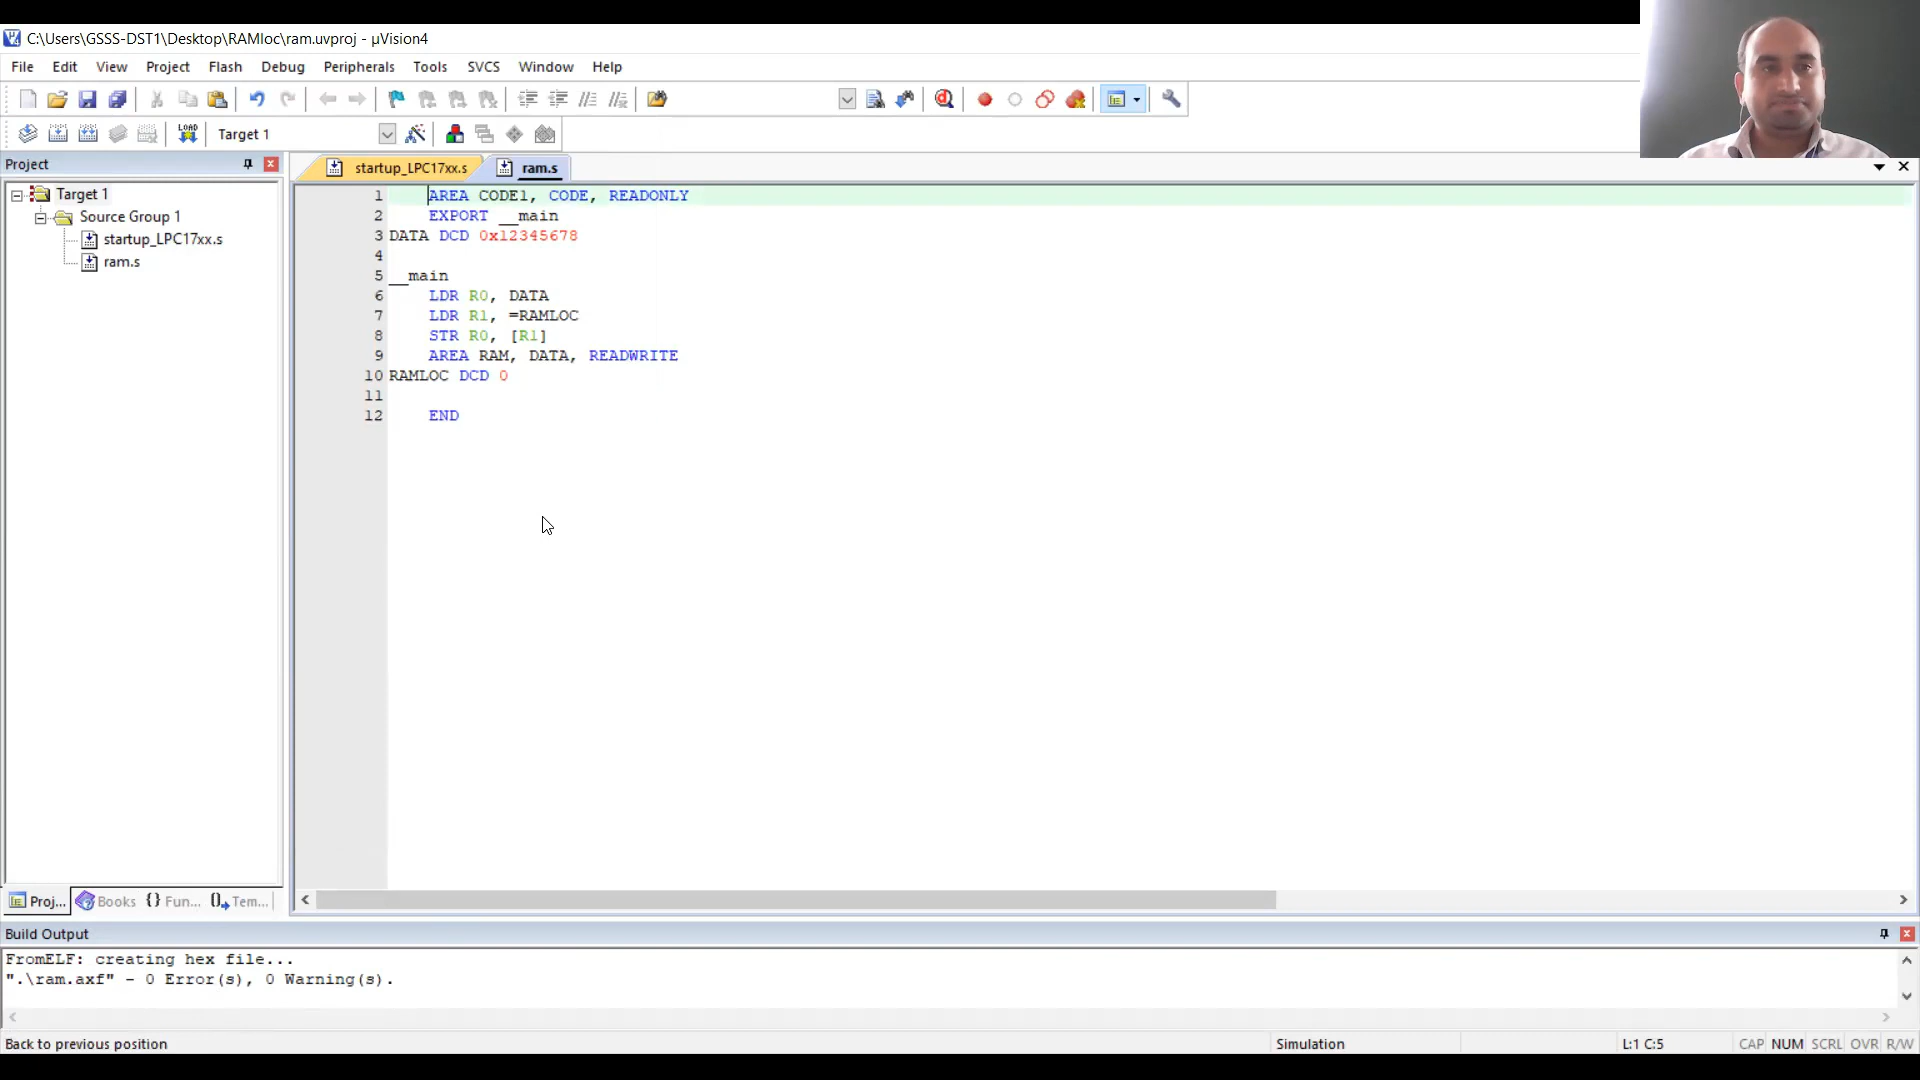 C:\Users\GSSS-DST1\Desktop\RAMloc\ram.uvproj - µVision4
File Edit View Project Flash Debug Peripherals Tools SVCS Window Help
LOAD Target 1
Project
startup_LPC17xx.s ram.s
Target 1
Source Group 1
startup_LPC17xx.s
ram.s
1 AREA CODE1, CODE, READONLY
2 EXPORT __main
3 DATA DCD 0x12345678
4
5 __main
6 LDR R0, DATA
7 LDR R1, =RAMLOC
8 STR R0, [R1]
9 AREA RAM, DATA, READWRITE
10 RAMLOC DCD 0
11
12 END
Proj... Books {} Fun... Tem...
Build Output
FromELF: creating hex file...
".\ram.axf" - 0 Error(s), 0 Warning(s).
Back to previous position Simulation L:1 C:5 CAP NUM SCRL OVR R/W